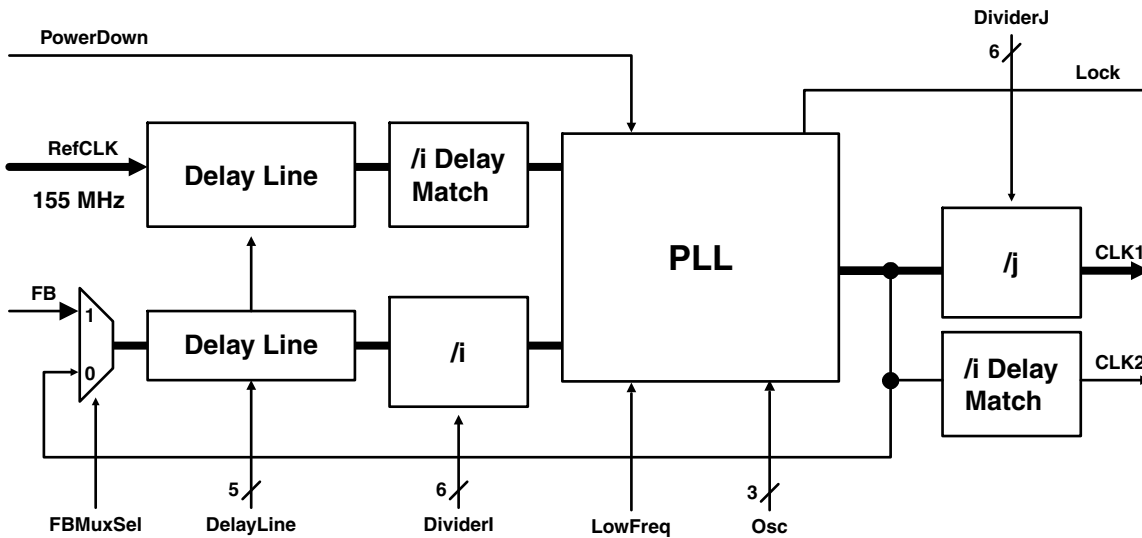 DividerJ
PowerDown
6
Lock
RefCLK
155 MHz
Delay Line
/i Delay
Match
PLL
/j
CLK1
FB
1
0
Delay Line
/i
/i Delay
Match
CLK2
5
6
3
FBMuxSel
DelayLine
DividerI
LowFreq
Osc